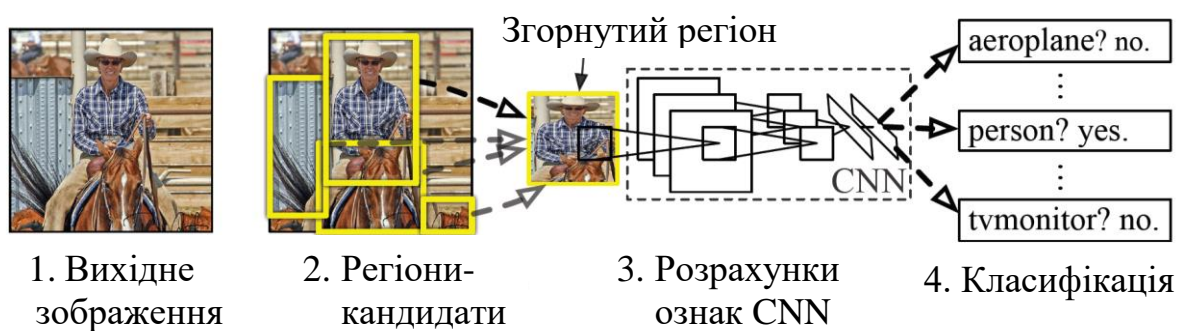 Згорнутий регіон
aeroplane? no.
person? yes.
CNN
tvmonitor? no.
1. Вихідне
зображення
2. Регіони-
кандидати
3. Розрахунки
ознак CNN
4. Класифікація